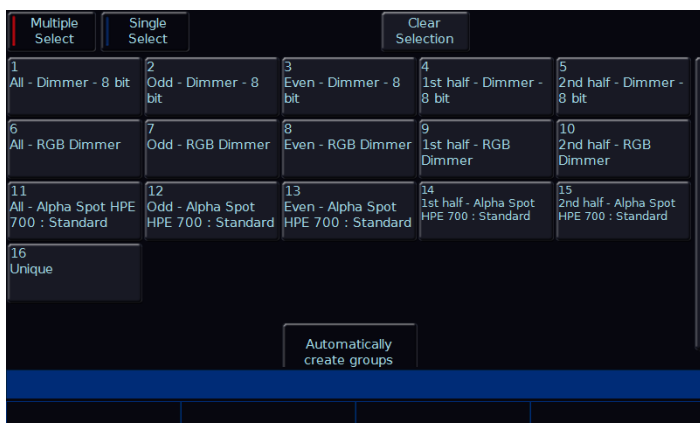 Multiple
Select
Single
Select
Clear
Selection
1
All - Dimmer - 8 bit
2
Odd - Dimmer - 8
bit
3
Even - Dimmer - 8
bit
4
1st half - Dimmer -
8 bit
5
2nd half - Dimmer -
8 bit
6
All - RGB Dimmer
7
Odd - RGB Dimmer
8
Even - RGB Dimmer
9
1st half - RGB
Dimmer
10
2nd half - RGB
Dimmer
11
All - Alpha Spot HPE
700 : Standard
12
Odd - Alpha Spot
HPE 700 : Standard
13
Even - Alpha Spot
HPE 700 : Standard
14
1st half - Alpha Spot
HPE 700 : Standard
15
2nd half - Alpha Spot
HPE 700 : Standard
16
Unique
Automatically
create groups